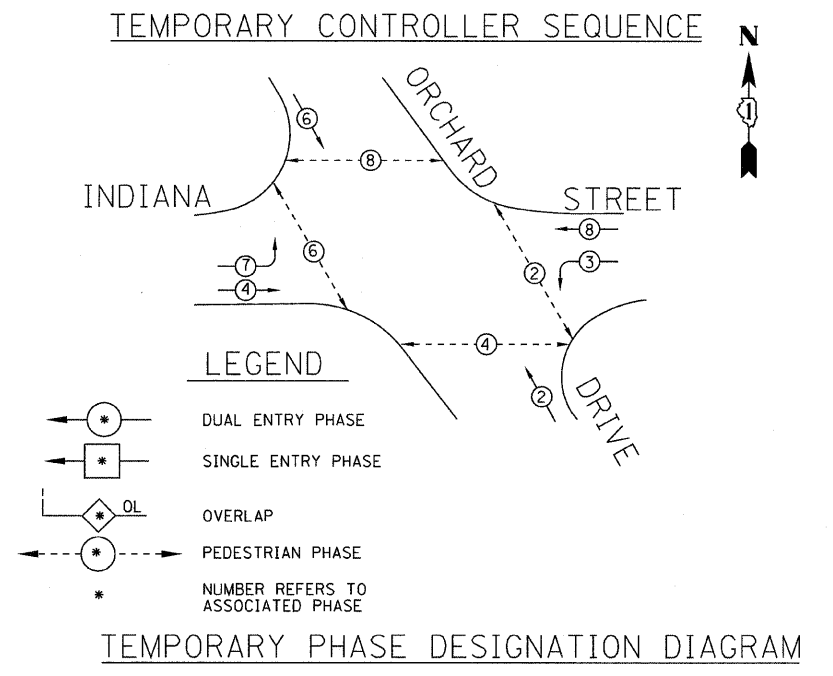 TEMPORARY CONTROLLER SEQUENCE
N
1
ORCHARD
6
8
INDIANA
STREET
8
6
7
3
2
4
4
LEGEND
2
DRIVE
* DUAL ENTRY PHASE
* SINGLE ENTRY PHASE
* OL OVERLAP
* PEDESTRIAN PHASE
* NUMBER REFERS TO
ASSOCIATED PHASE
TEMPORARY PHASE DESIGNATION DIAGRAM